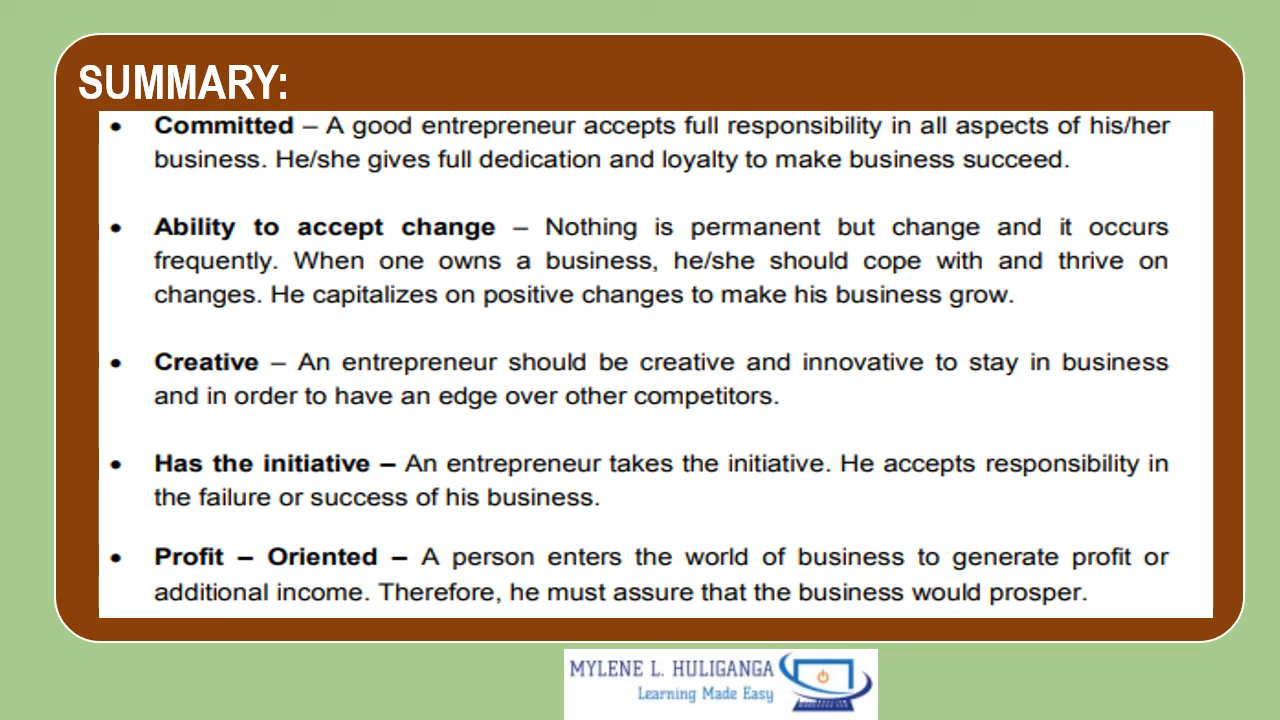 SUMMARY:
• Committed – A good entrepreneur accepts full responsibility in all aspects of his/her
business. He/she gives full dedication and loyalty to make business succeed.
• Ability to accept change – Nothing is permanent but change and it occurs
frequently. When one owns a business, he/she should cope with and thrive on
changes. He capitalizes on positive changes to make his business grow.
• Creative – An entrepreneur should be creative and innovative to stay in business
and in order to have an edge over other competitors.
• Has the initiative – An entrepreneur takes the initiative. He accepts responsibility in
the failure or success of his business.
• Profit – Oriented – A person enters the world of business to generate profit or
additional income. Therefore, he must assure that the business would prosper.
MYLENE L. HULIGANGA
Learning Made Easy